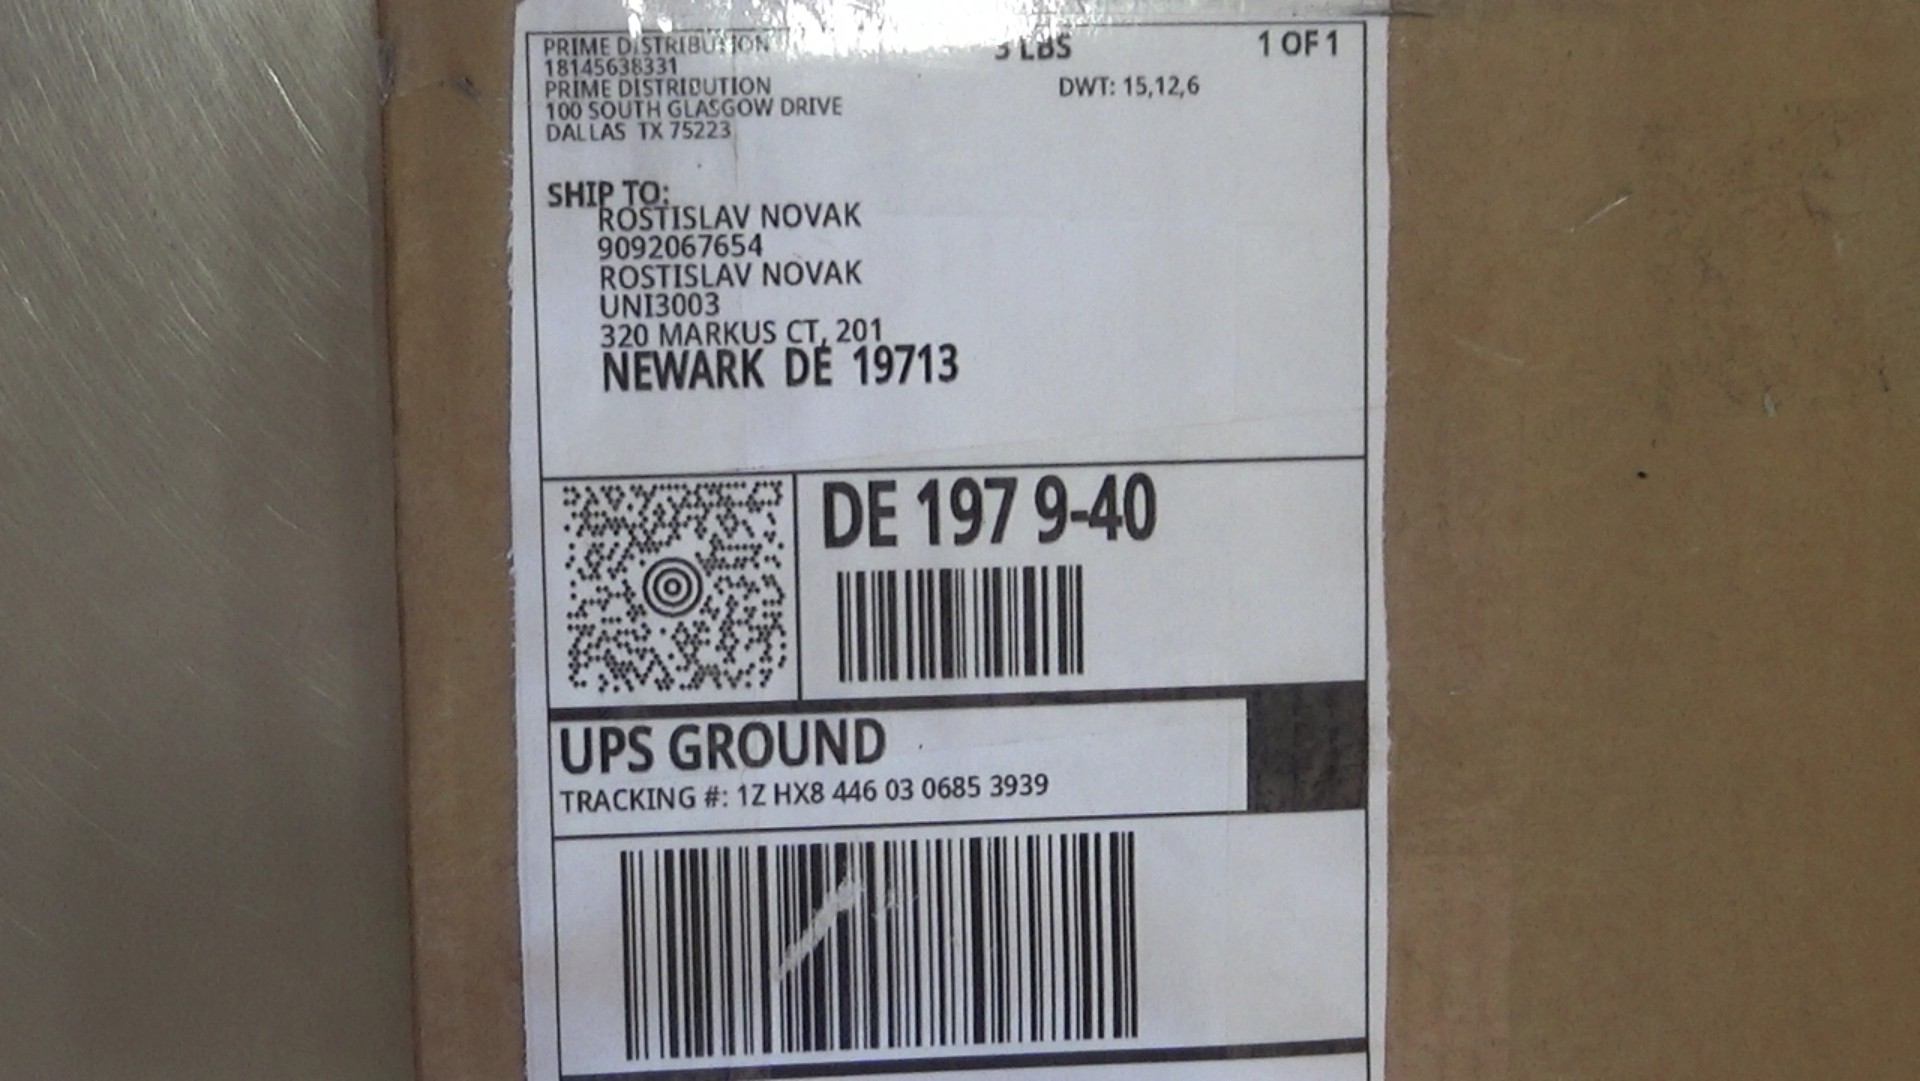 PRIME DISTRIBUTION
18145638331
PRIME DISTRIBUTION
100 SOUTH GLASGOW DRIVE
DALLAS TX 75223
LBS
1 OF 1
DWT: 15,12,6
SHIP TO:
ROSTISLAV NOVAK
9092067654
ROSTISLAV NOVAK
UNI3003
320 MARKUS CT, 201
NEWARK DE 19713
DE 197 9-40
UPS GROUND
TRACKING #: 1Z HX8 446 03 0685 3939